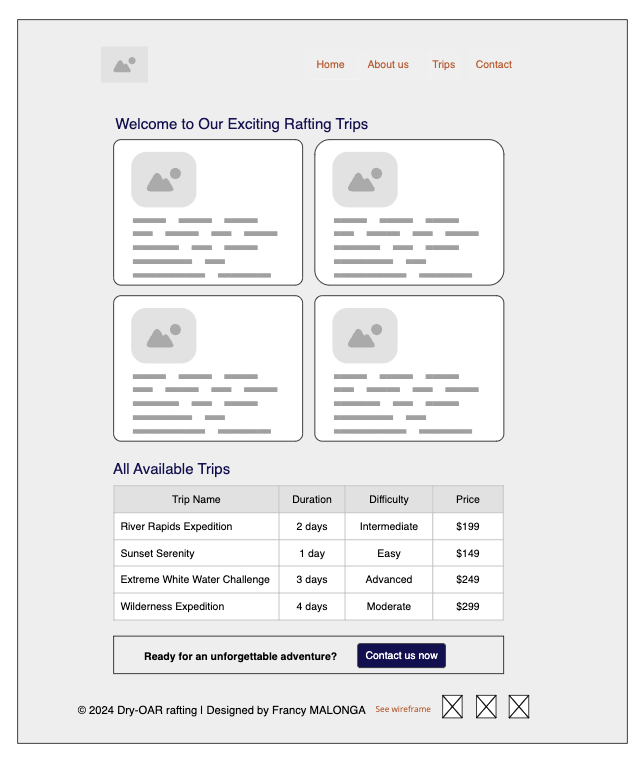 Home About us Trips Contact
Welcome to Our Exciting Rafting Trips
All Available Trips
Trip Name Duration Difficulty Price
River Rapids Expedition 2 days Intermediate $199
Sunset Serenity 1 day Easy $149
Extreme White Water Challenge 3 days Advanced $249
Wilderness Expedition 4 days Moderate $299
Ready for an unforgettable adventure? Contact us now
© 2024 Dry-OAR rafting | Designed by Francy MALONGA See wireframe